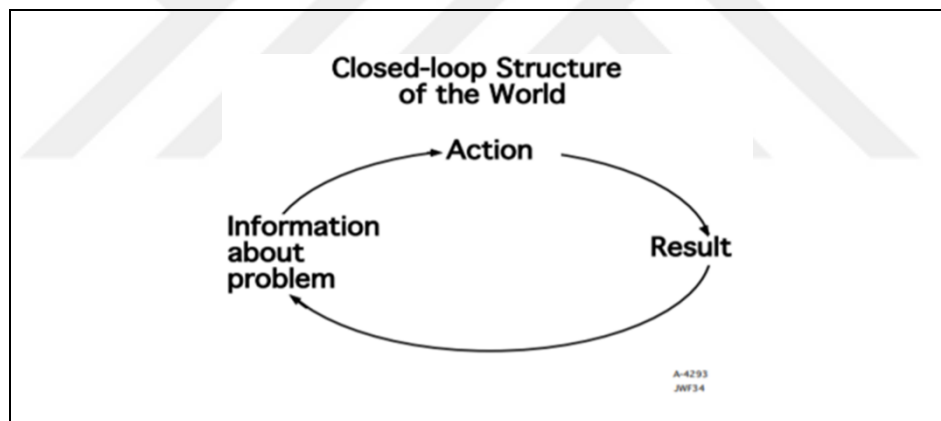 Closed-loop Structure
of the World
Action
Information
about
problem
Result
A-4293
JWF34